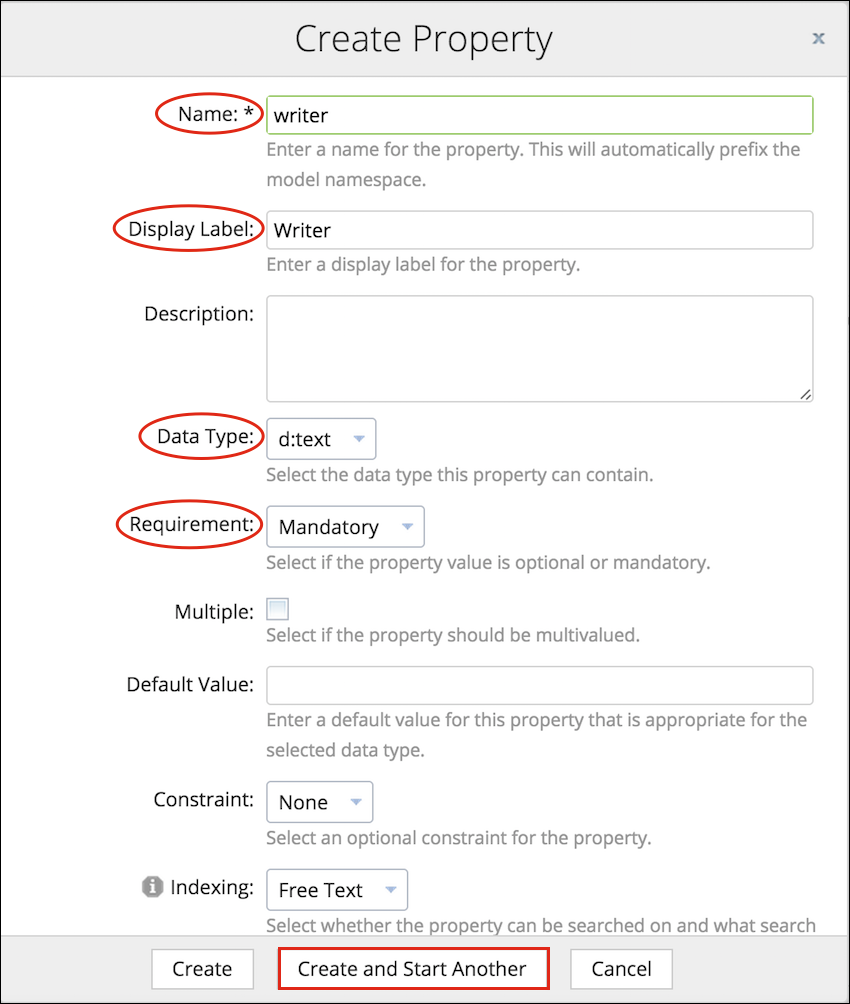 Create Property
x
Name: * writer
Enter a name for the property. This will automatically prefix the
model namespace.
Display Label: Writer
Enter a display label for the property.
Description:
Data Type: d:text
Select the data type this property can contain.
Requirement: Mandatory
Select if the property value is optional or mandatory.
Multiple:
Select if the property should be multivalued.
Default Value:
Enter a default value for this property that is appropriate for the
selected data type.
Constraint: None
Select an optional constraint for the property.
i Indexing: Free Text
Select whether the property can be searched on and what search
Create Create and Start Another Cancel